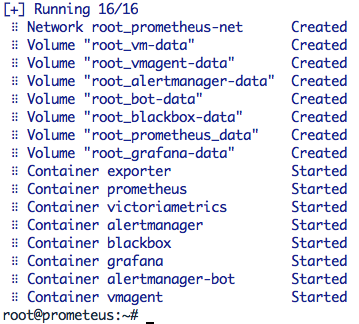 [+] Running 16/16
⠿ Network root_prometheus-net Created
⠿ Volume "root_vm-data" Created
⠿ Volume "root_vmagent-data" Created
⠿ Volume "root_alertmanager-data" Created
⠿ Volume "root_bot-data" Created
⠿ Volume "root_blackbox-data" Created
⠿ Volume "root_prometheus_data" Created
⠿ Volume "root_grafana-data" Created
⠿ Container exporter Started
⠿ Container prometheus Started
⠿ Container victoriametrics Started
⠿ Container alertmanager Started
⠿ Container blackbox Started
⠿ Container grafana Started
⠿ Container alertmanager-bot Started
⠿ Container vmagent Started
root@prometeus:~# _